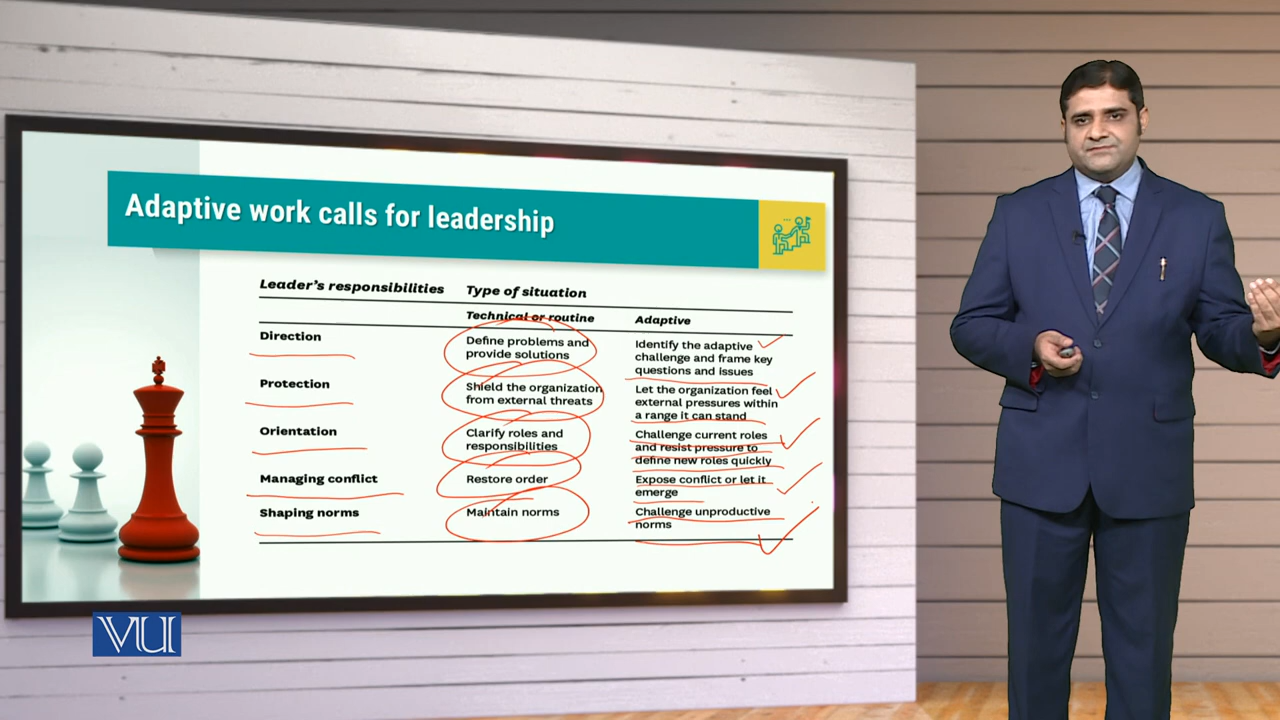 Adaptive work calls for leadership
Leader's responsibilities Type of situation
Technical or routine Adaptive
Direction
Define problems and
provide solutions
Identify the adaptive
challenge and frame key
questions and issues
Protection
Shield the organization
from external threats
Let the organization feel
external pressures within
a range it can stand
Orientation
Clarify roles and
responsibilities
Challenge current roles
and resist pressure to
define new roles quickly
Managing conflict
Restore order
Expose conflict or let it
emerge
Shaping norms
Maintain norms
Challenge unproductive
norms
VU